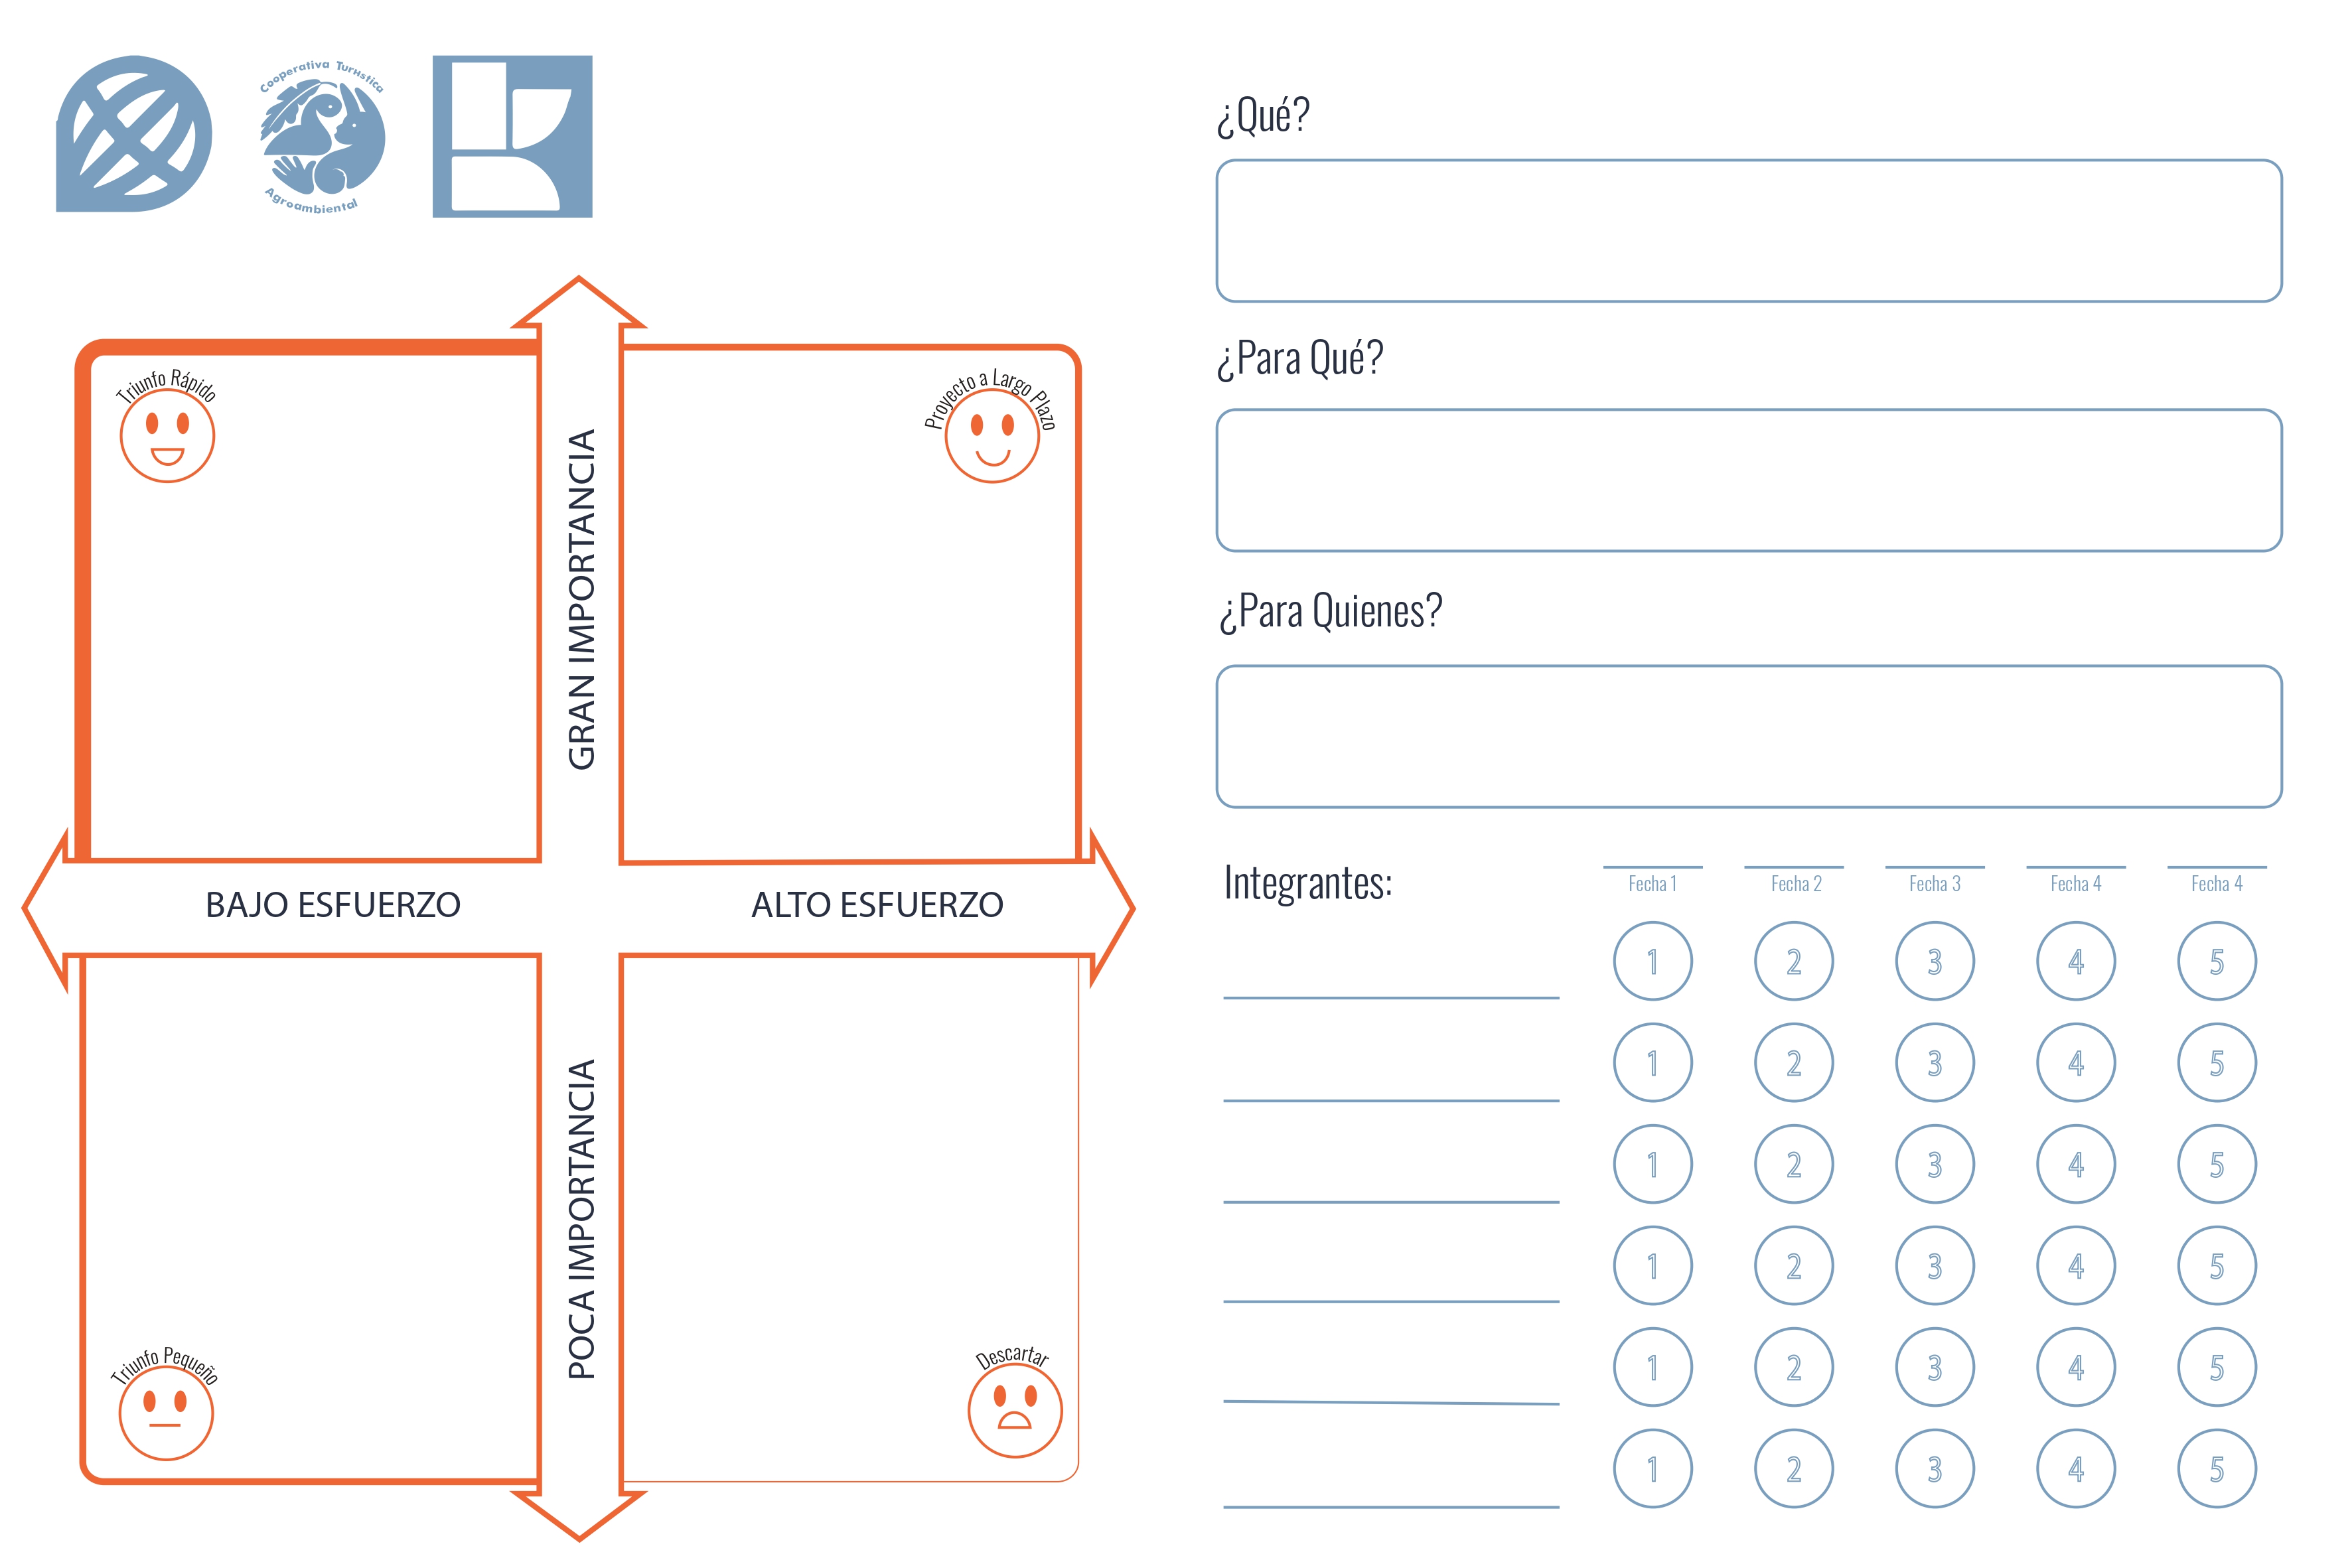 Cooperativa Turística
Agroambiental
Triunfo Rápido
Proyecto a Largo Plazo
GRAN IMPORTANCIA
BAJO ESFUERZO
ALTO ESFUERZO
POCA IMPORTANCIA
Triunfo Pequeño
Descartar
¿Qué?
¿Para Qué?
¿Para Quienes?
Integrantes:
Fecha 1 Fecha 2 Fecha 3 Fecha 4 Fecha 4
1 2 3 4 5
1 2 3 4 5
1 2 3 4 5
1 2 3 4 5
1 2 3 4 5
1 2 3 4 5